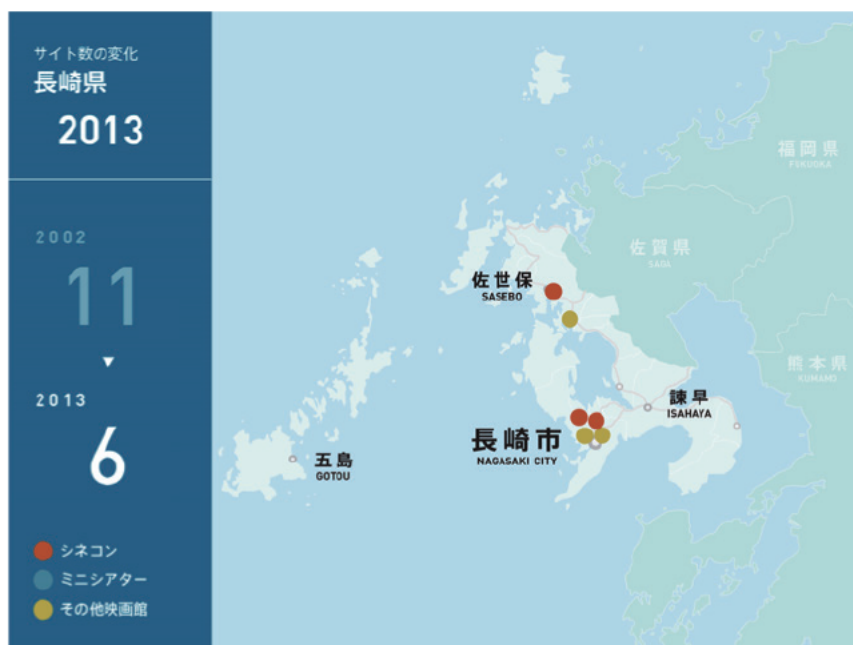 サイト数の変化
長崎県
2013
2002
11
2013
6
シネコン
ミニシアター
その他映画館
福岡県
FUKUOKA
佐賀県
SAGA
佐世保
SASEBO
熊本県
KUMAMO
諫早
ISAHAYA
長崎市
NAGASAKI CITY
五島
GOTOU